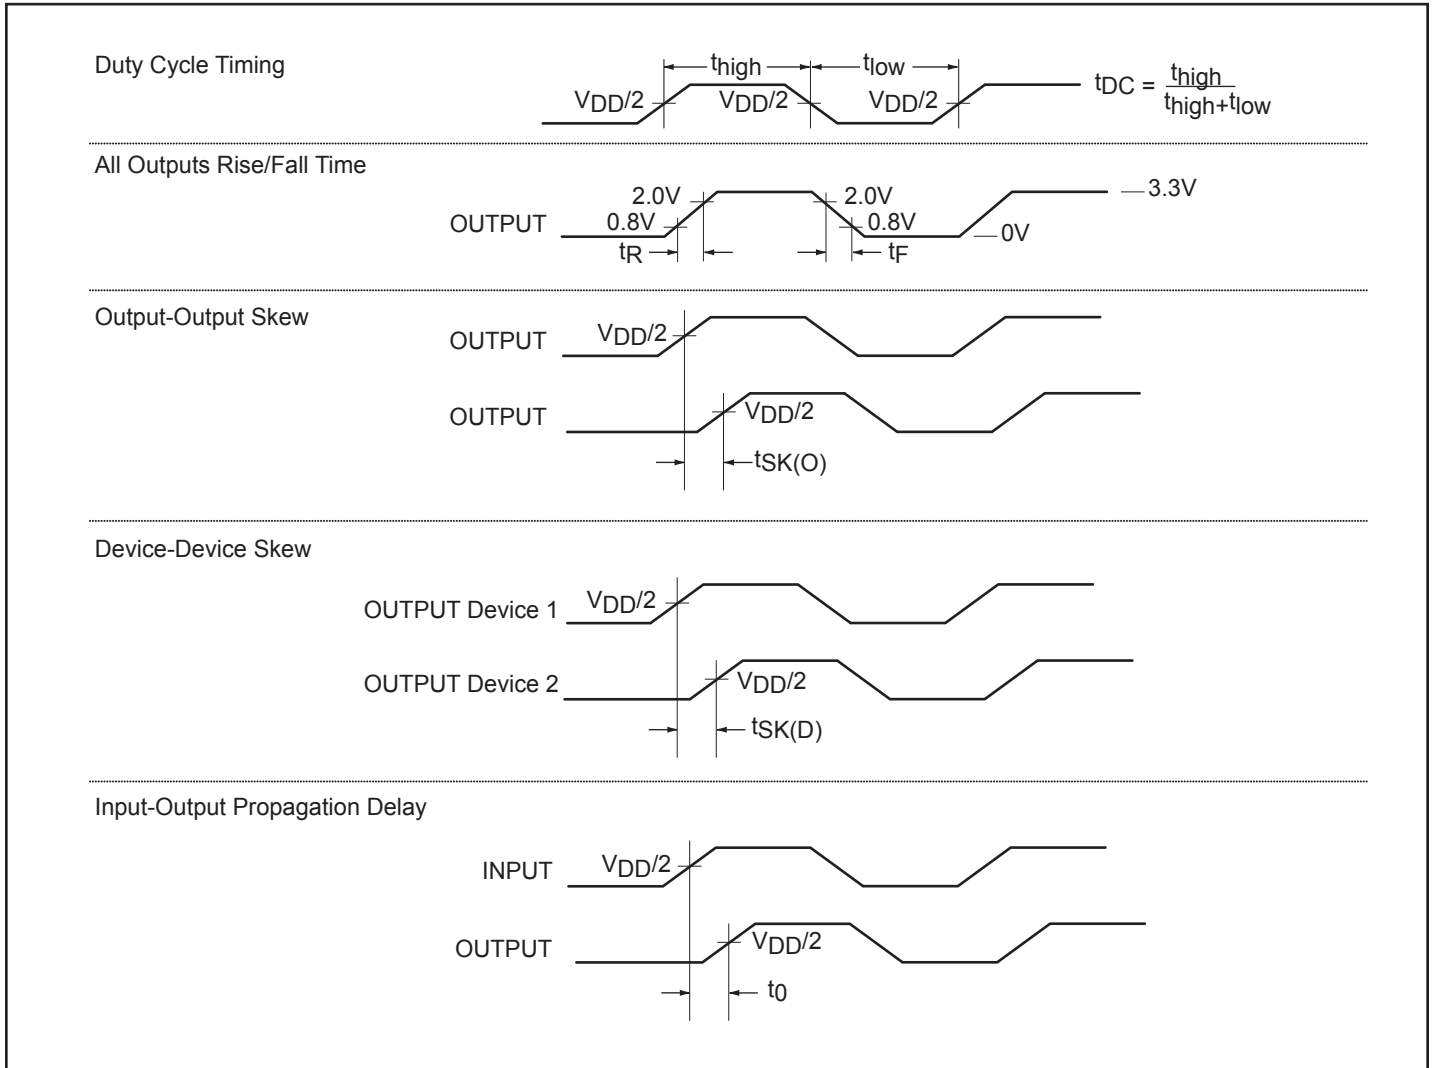 Duty Cycle Timing
thigh
tlow
VDD/2
VDD/2
VDD/2
tDC = thigh
thigh+tlow
All Outputs Rise/Fall Time
OUTPUT
2.0V
0.8V
2.0V
0.8V
3.3V
0V
tR
tF
Output-Output Skew
OUTPUT
VDD/2
OUTPUT
VDD/2
tSK(O)
Device-Device Skew
OUTPUT Device 1
VDD/2
OUTPUT Device 2
VDD/2
tSK(D)
Input-Output Propagation Delay
INPUT
VDD/2
OUTPUT
VDD/2
t0